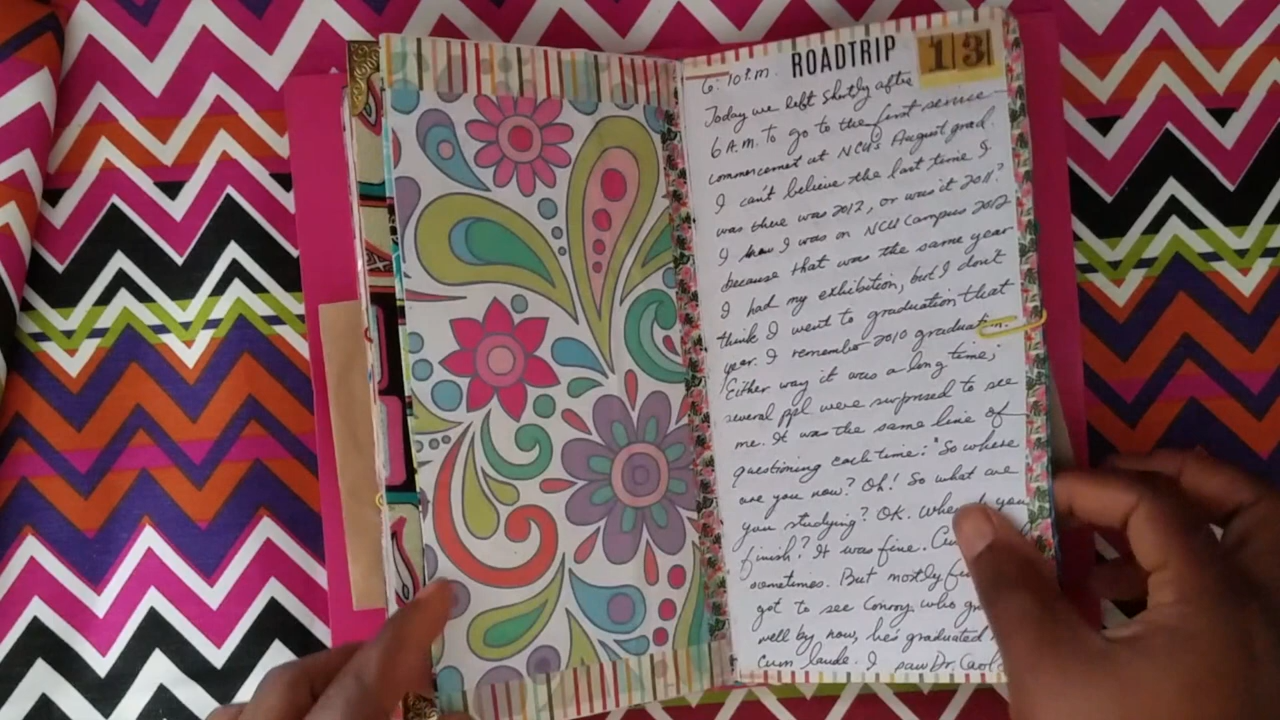 ROADTRIP 13
6:10 P.M.
Today we left shortly after
6 A.M. to go to the first service
commencement at NCU's August grad.
I can't believe the last time I
was there was 2012, or was it 2011?
I know I was on NCU campus 2012
because that was the same year
I had my exhibition, but I don't
think I went to graduation that
year. I remember 2010 graduation.
Either way it was a long time;
several ppl were surprised to see
me. It was the same line of
questioning each time: "So where
are you now? Oh! So what are
you studying? OK. When do you
finish? It was fine.
sometimes. But mostly
got to see Conroy, who
well by now, he's graduated
cum laude. I saw Dr.